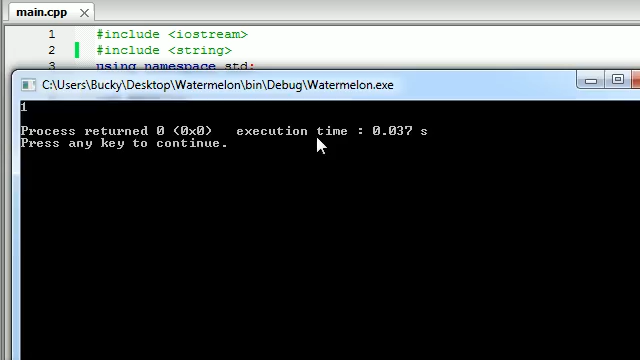 main.cpp
1 #include <iostream>
2 #include <string>
3 using namespace std;
C:\Users\Bucky\Desktop\Watermelon\bin\Debug\Watermelon.exe
1
Process returned 0 (0x0)   execution time : 0.037 s
Press any key to continue.